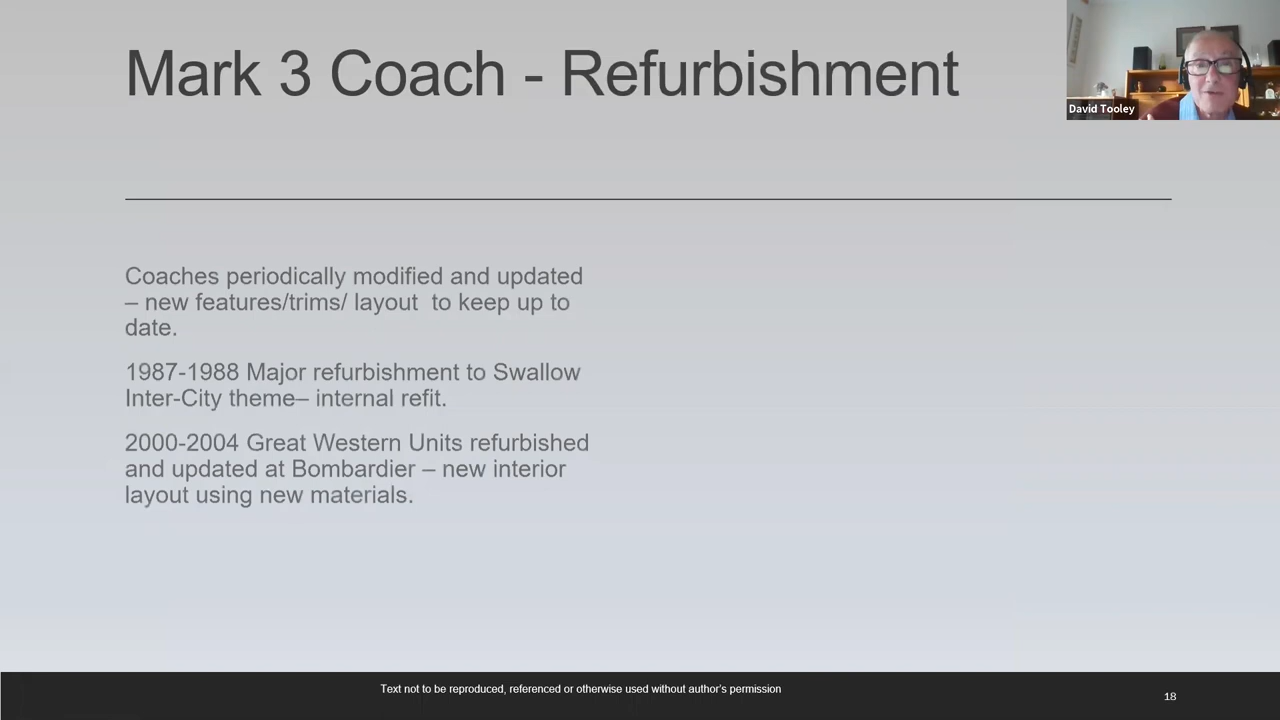 Mark 3 Coach - Refurbishment
David Tooley
Coaches periodically modified and updated
– new features/trims/ layout  to keep up to
date.
1987-1988 Major refurbishment to Swallow
Inter-City theme– internal refit.
2000-2004 Great Western Units refurbished
and updated at Bombardier – new interior
layout using new materials.
Text not to be reproduced, referenced or otherwise used without author's permission
18